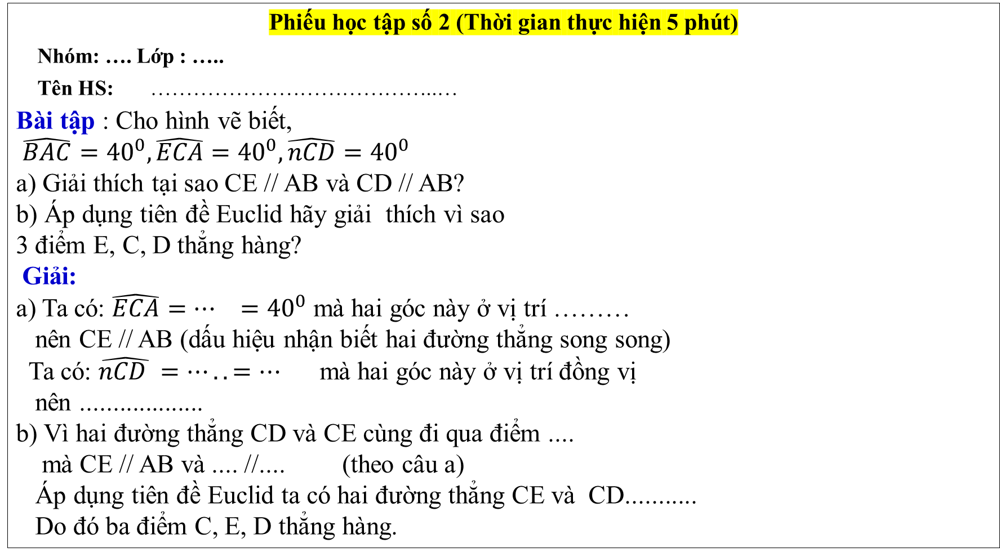 Phiếu học tập số 2 (Thời gian thực hiện 5 phút)
Nhóm: …. Lớp : …..
Tên HS: …………………………………..…
Bài tập : Cho hình vẽ biết,
$\widehat{BAC} = 40^0, \widehat{ECA} = 40^0, \widehat{nCD} = 40^0$
a) Giải thích tại sao CE // AB và CD // AB?
b) Áp dụng tiên đề Euclid hãy giải thích vì sao
3 điểm E, C, D thẳng hàng?
Giải:
a) Ta có: $\widehat{ECA} = \cdots = 40^0$ mà hai góc này ở vị trí ………
nên CE // AB (dấu hiệu nhận biết hai đường thẳng song song)
Ta có: $\widehat{nCD} = \cdots.. = \cdots$ mà hai góc này ở vị trí đồng vị
nên ...................
b) Vì hai đường thẳng CD và CE cùng đi qua điểm ....
mà CE // AB và .... //.... (theo câu a)
Áp dụng tiên đề Euclid ta có hai đường thẳng CE và CD...........
Do đó ba điểm C, E, D thẳng hàng.